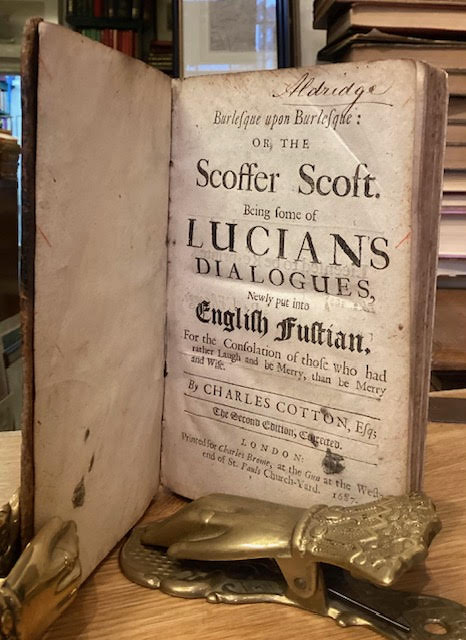 Aldridge
Burleſque upon Burleſque:
OR, THE
Scoffer Scoft.
Being ſome of
LUCIANS
DIALOGUES,
Newly put into
Engliſh Fuſtian.
For the Conſolation of thoſe who had
rather Laugh and be Merry, than be Merry
and Wiſe.
By CHARLES COTTON, Eſq;
The Second Edition, Corrected.
LONDON:
Printed for Charles Brome, at the Gun at the Weſt-
end of St. Pauls Church-Yard. 1687.